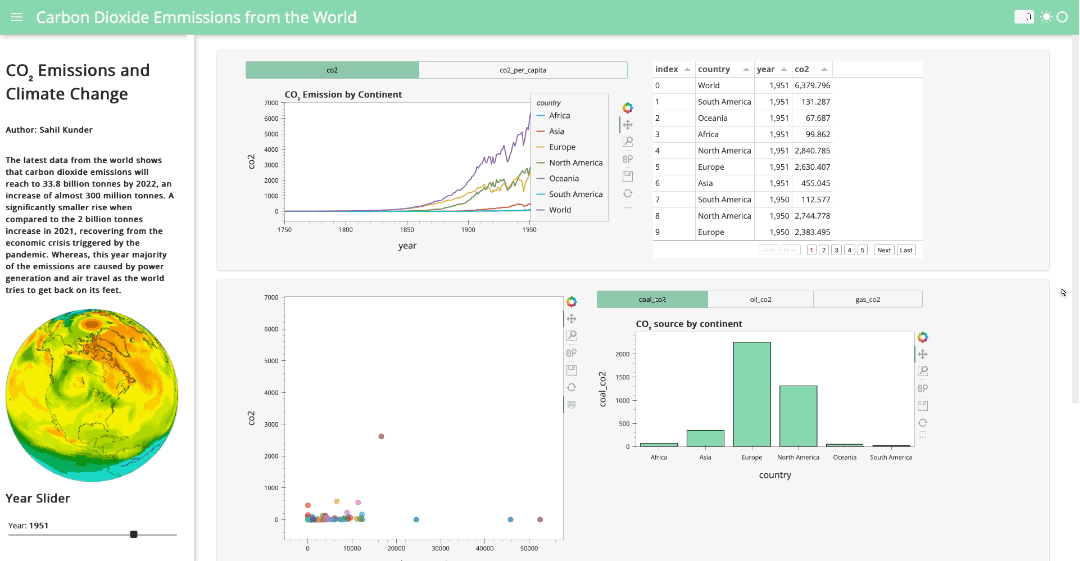 Carbon Dioxide Emmissions from the World
CO₂ Emissions and
Climate Change
Author: Sahil Kunder
The latest data from the world shows
that carbon dioxide emissions will
reach to 33.8 billion tonnes by 2022, an
increase of almost 300 million tonnes. A
significantly smaller rise when
compared to the 2 billion tonnes
increase in 2021, recovering from the
economic crisis triggered by the
pandemic. Whereas, this year majority
of the emissions are caused by power
generation and air travel as the world
tries to get back on its feet.
Year Slider
Year: 1951
co2 co2_per_capita
CO₂ Emission by Continent
7000
6000
5000
4000
3000
2000
1000
0
co2
1750 1800 1850 1900 1950
year
country
Africa
Asia
Europe
North America
Oceania
South America
World
index country year co2
0 World 1,951 6,379.796
1 South America 1,951 131.287
2 Oceania 1,951 67.687
3 Africa 1,951 99.862
4 North America 1,951 2,840.785
5 Europe 1,951 2,630.407
6 Asia 1,951 455.045
7 South America 1,950 112.577
8 North America 1,950 2,744.778
9 Europe 1,950 2,383.495
First Prev 1 2 3 4 5 Next Last
7000
6000
5000
4000
3000
2000
1000
0
co2
0 10000 20000 30000 40000 50000
coal_co2 oil_co2 gas_co2
CO₂ source by continent
2000
1500
1000
500
0
coal_co2
Africa Asia Europe North America Oceania South America
country